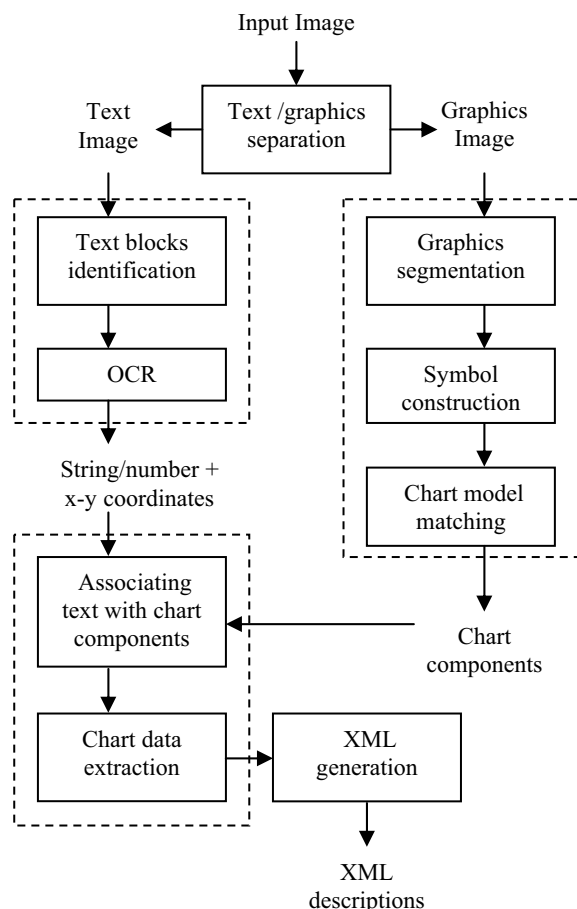 Input Image
Text
Image
Text /graphics
separation
Graphics
Image
Text blocks
identification
OCR
String/number +
x-y coordinates
Graphics
segmentation
Symbol
construction
Chart model
matching
Chart
components
Associating
text with chart
components
Chart data
extraction
XML
generation
XML
descriptions